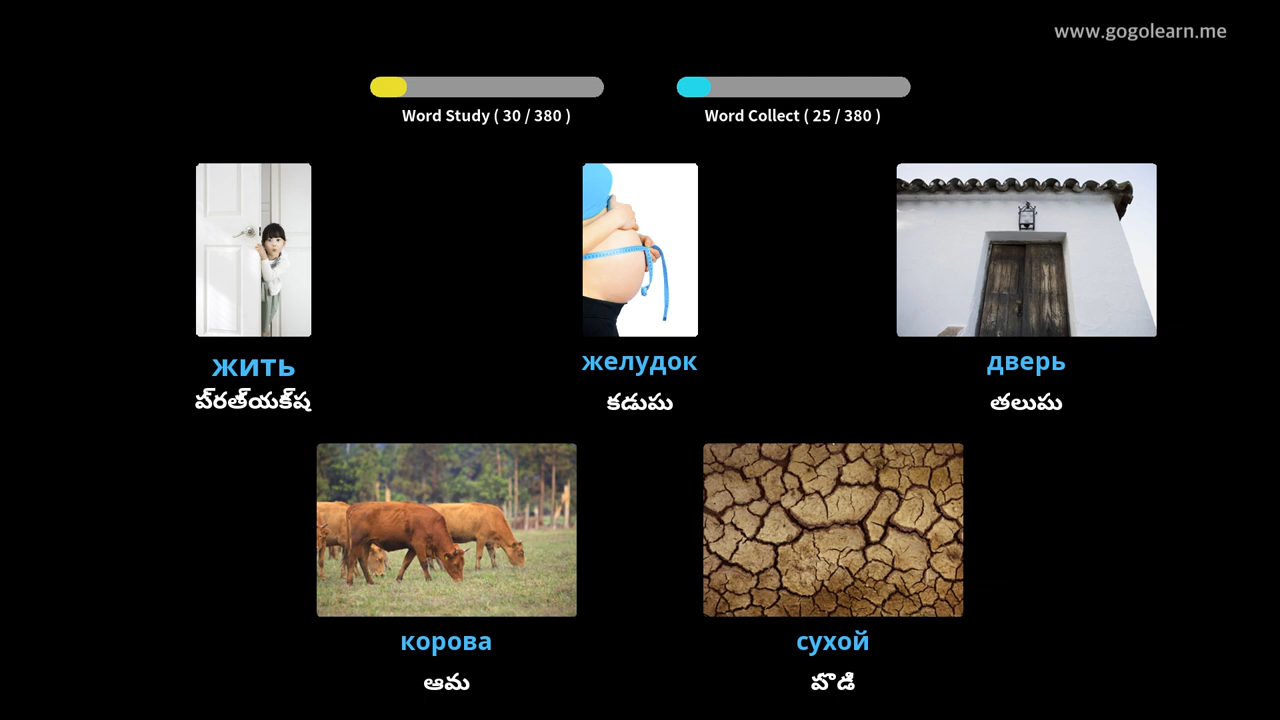 www.gogolearn.me
Word Study ( 30 / 380 )
Word Collect ( 25 / 380 )
жить
ప్రత్యక్ష
желудок
కడుపు
дверь
తలుపు
корова
ఆవు
сухой
పొడి